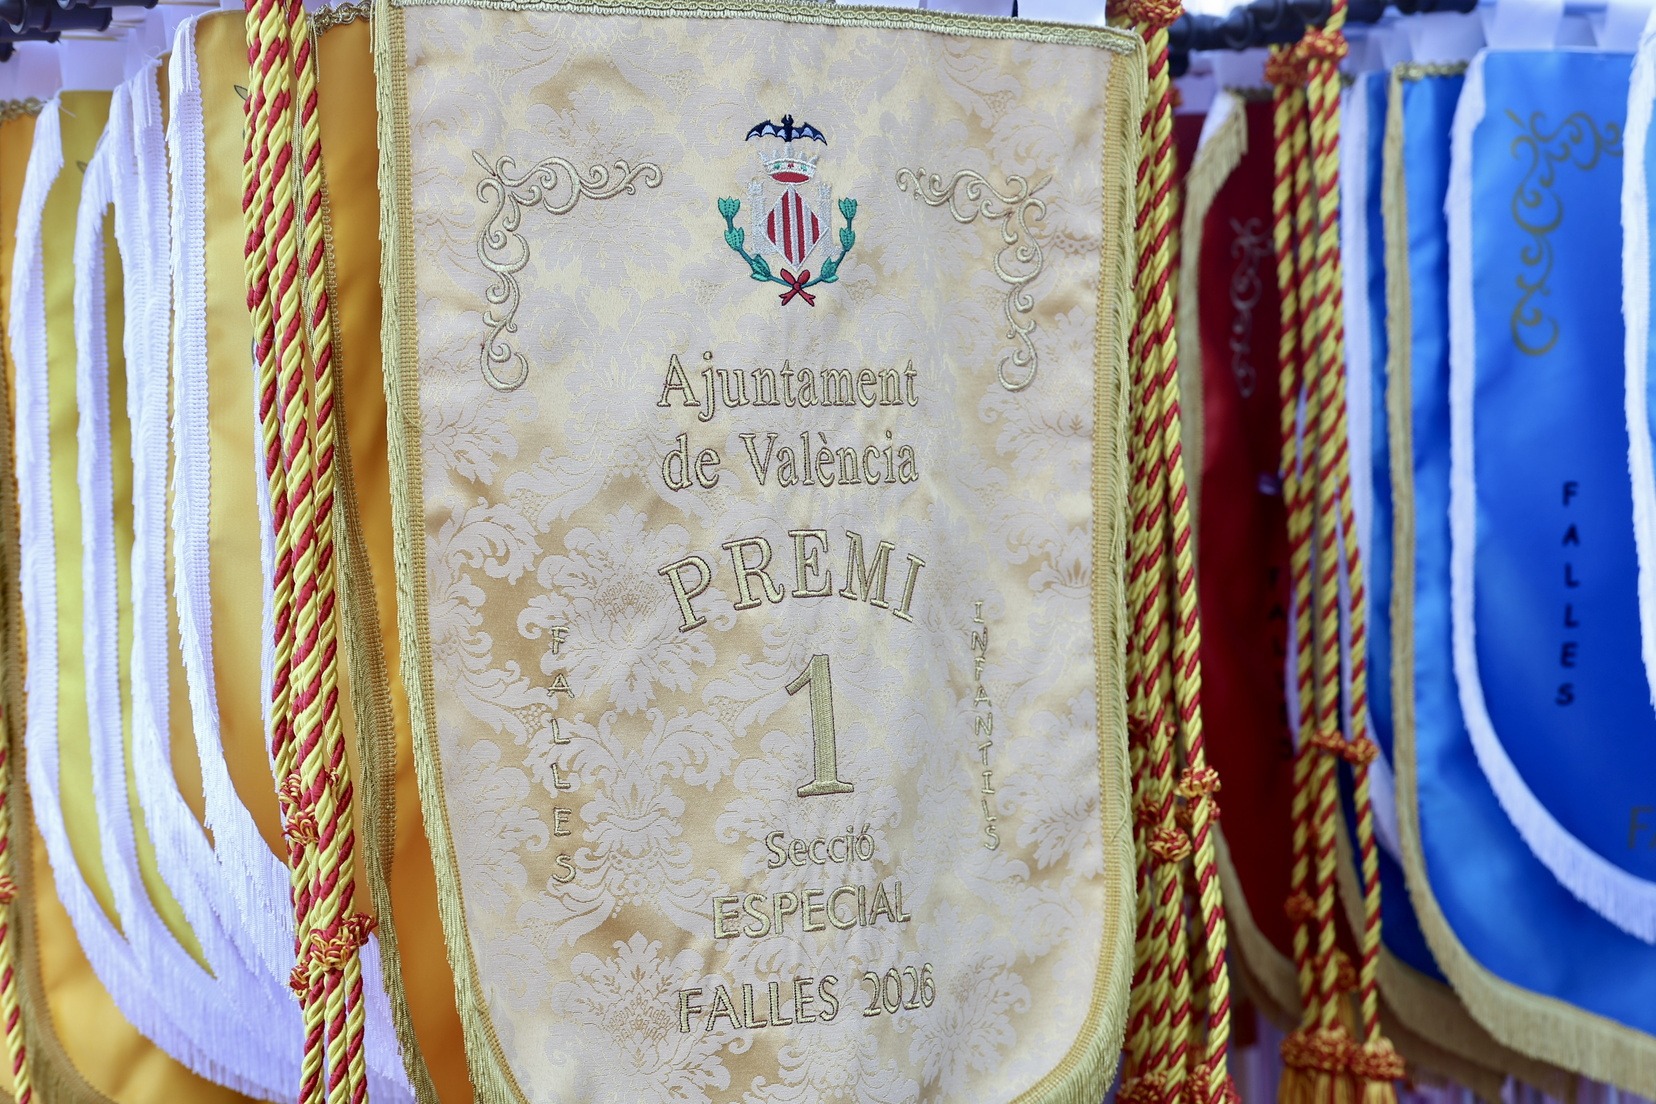 Ajuntament
de València
PREMI
1
FALLES
INFANTILS
Secció
ESPECIAL
FALLES 2026
FALLES